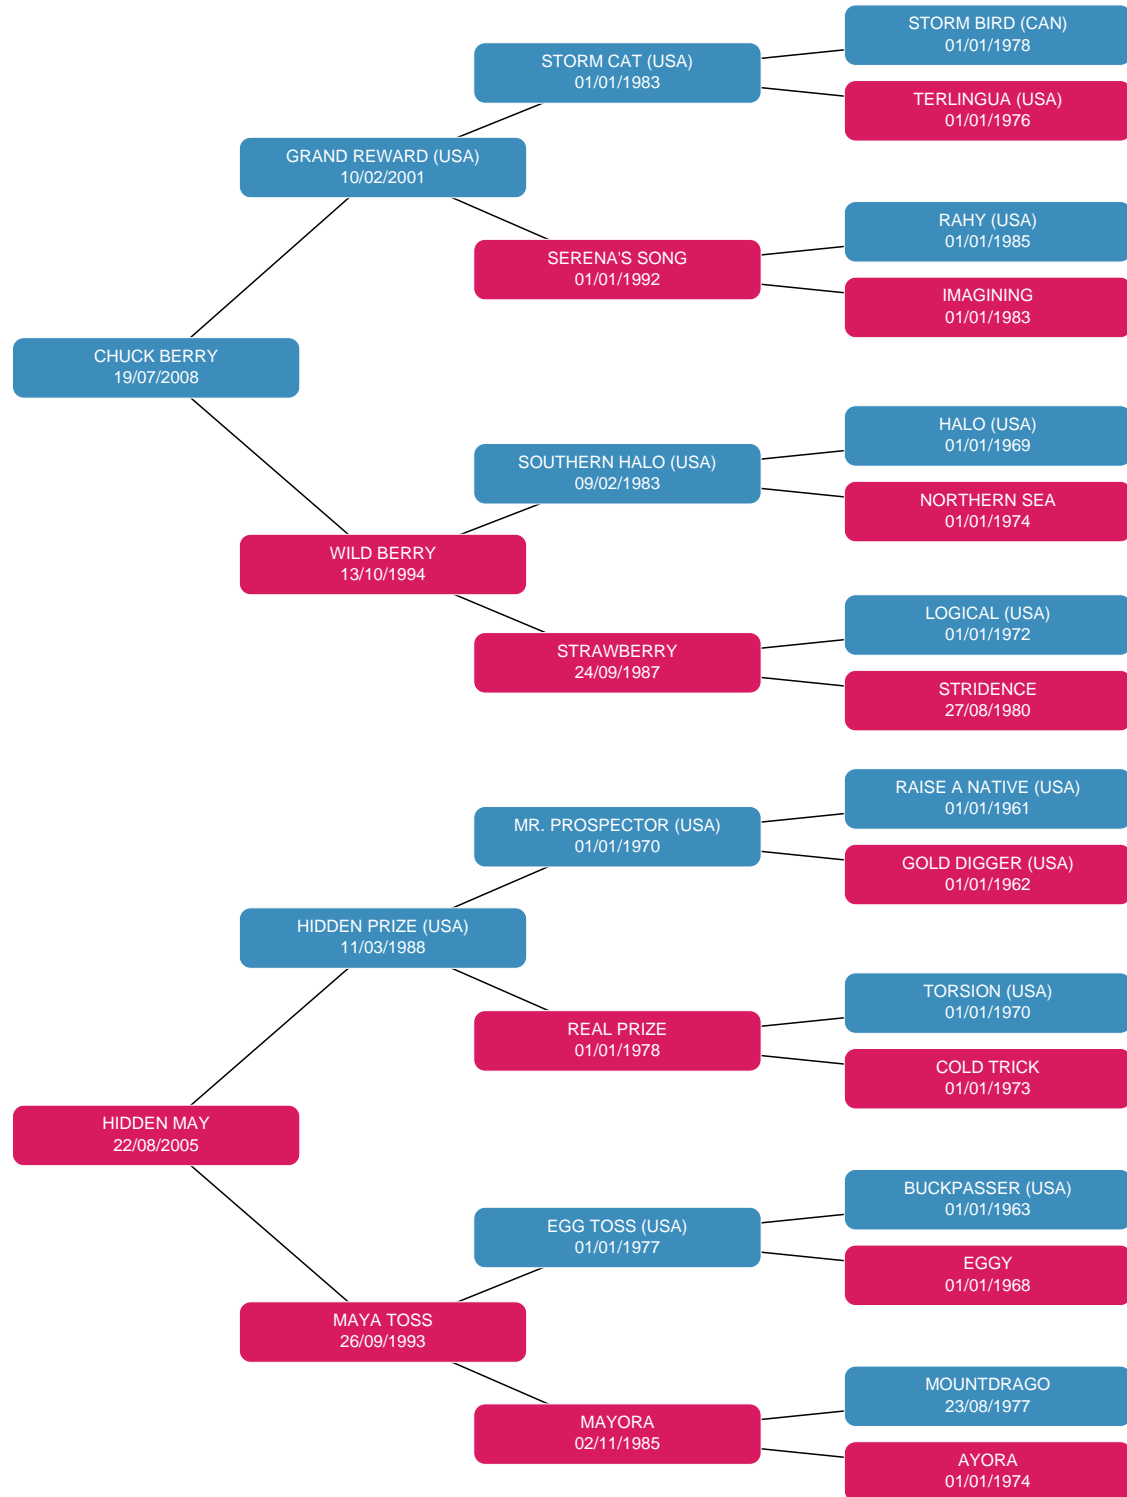 STORM BIRD (CAN)
01/01/1978
STORM CAT (USA)
01/01/1983
TERLINGUA (USA)
01/01/1976
GRAND REWARD (USA)
10/02/2001
RAHY (USA)
01/01/1985
SERENA'S SONG
01/01/1992
IMAGINING
01/01/1983
CHUCK BERRY
19/07/2008
HALO (USA)
01/01/1969
SOUTHERN HALO (USA)
09/02/1983
NORTHERN SEA
01/01/1974
WILD BERRY
13/10/1994
LOGICAL (USA)
01/01/1972
STRAWBERRY
24/09/1987
STRIDENCE
27/08/1980
RAISE A NATIVE (USA)
01/01/1961
MR. PROSPECTOR (USA)
01/01/1970
GOLD DIGGER (USA)
01/01/1962
HIDDEN PRIZE (USA)
11/03/1988
TORSION (USA)
01/01/1970
REAL PRIZE
01/01/1978
COLD TRICK
01/01/1973
HIDDEN MAY
22/08/2005
BUCKPASSER (USA)
01/01/1963
EGG TOSS (USA)
01/01/1977
EGGY
01/01/1968
MAYA TOSS
26/09/1993
MOUNTDRAGO
23/08/1977
MAYORA
02/11/1985
AYORA
01/01/1974